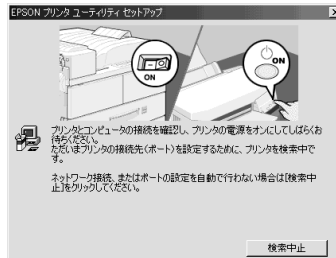 EPSON プリンタ ユーティリティ セットアップ
ON
ON
プリンタとコンピュータの接続を確認し、プリンタの電源をオンにしてしばらくお
待ちください。
ただいまプリンタの接続先（ポート）を設定するために、プリンタを検索中で
す。
ネットワーク接続、またはポートの設定を自動で行わない場合は[検索中
止]をクリックしてください。
検索中止